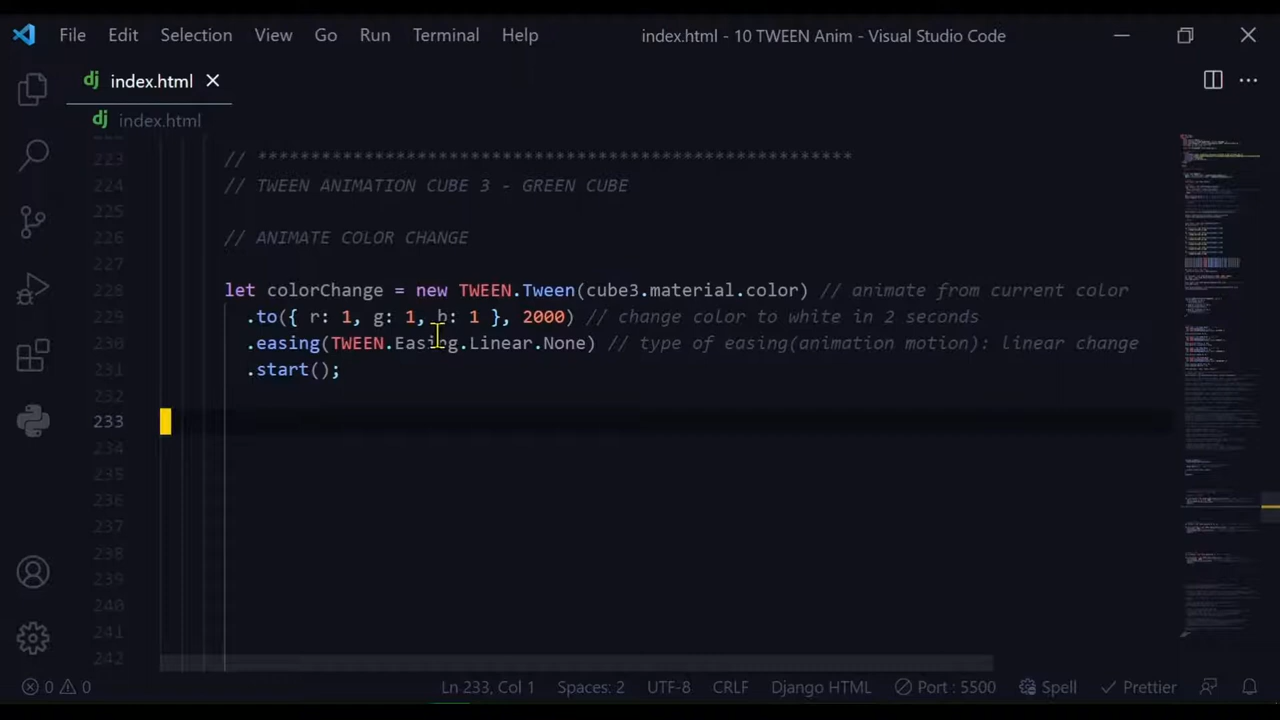 File Edit Selection View Go Run Terminal Help index.html - 10 TWEEN Anim - Visual Studio Code
dj index.html
dj index.html
223 // ********************************************************
224 // TWEEN ANIMATION CUBE 3 - GREEN CUBE
225
226 // ANIMATE COLOR CHANGE
227
228 let colorChange = new TWEEN.Tween(cube3.material.color) // animate from current color
229 .to({ r: 1, g: 1, b: 1 }, 2000) // change color to white in 2 seconds
230 .easing(TWEEN.Easing.Linear.None) // type of easing(animation motion): linear change
231 .start();
232
233
234
235
236
237
238
239
240
241
242
0 0 Ln 233, Col 1 Spaces: 2 UTF-8 CRLF Django HTML Port : 5500 Spell Prettier